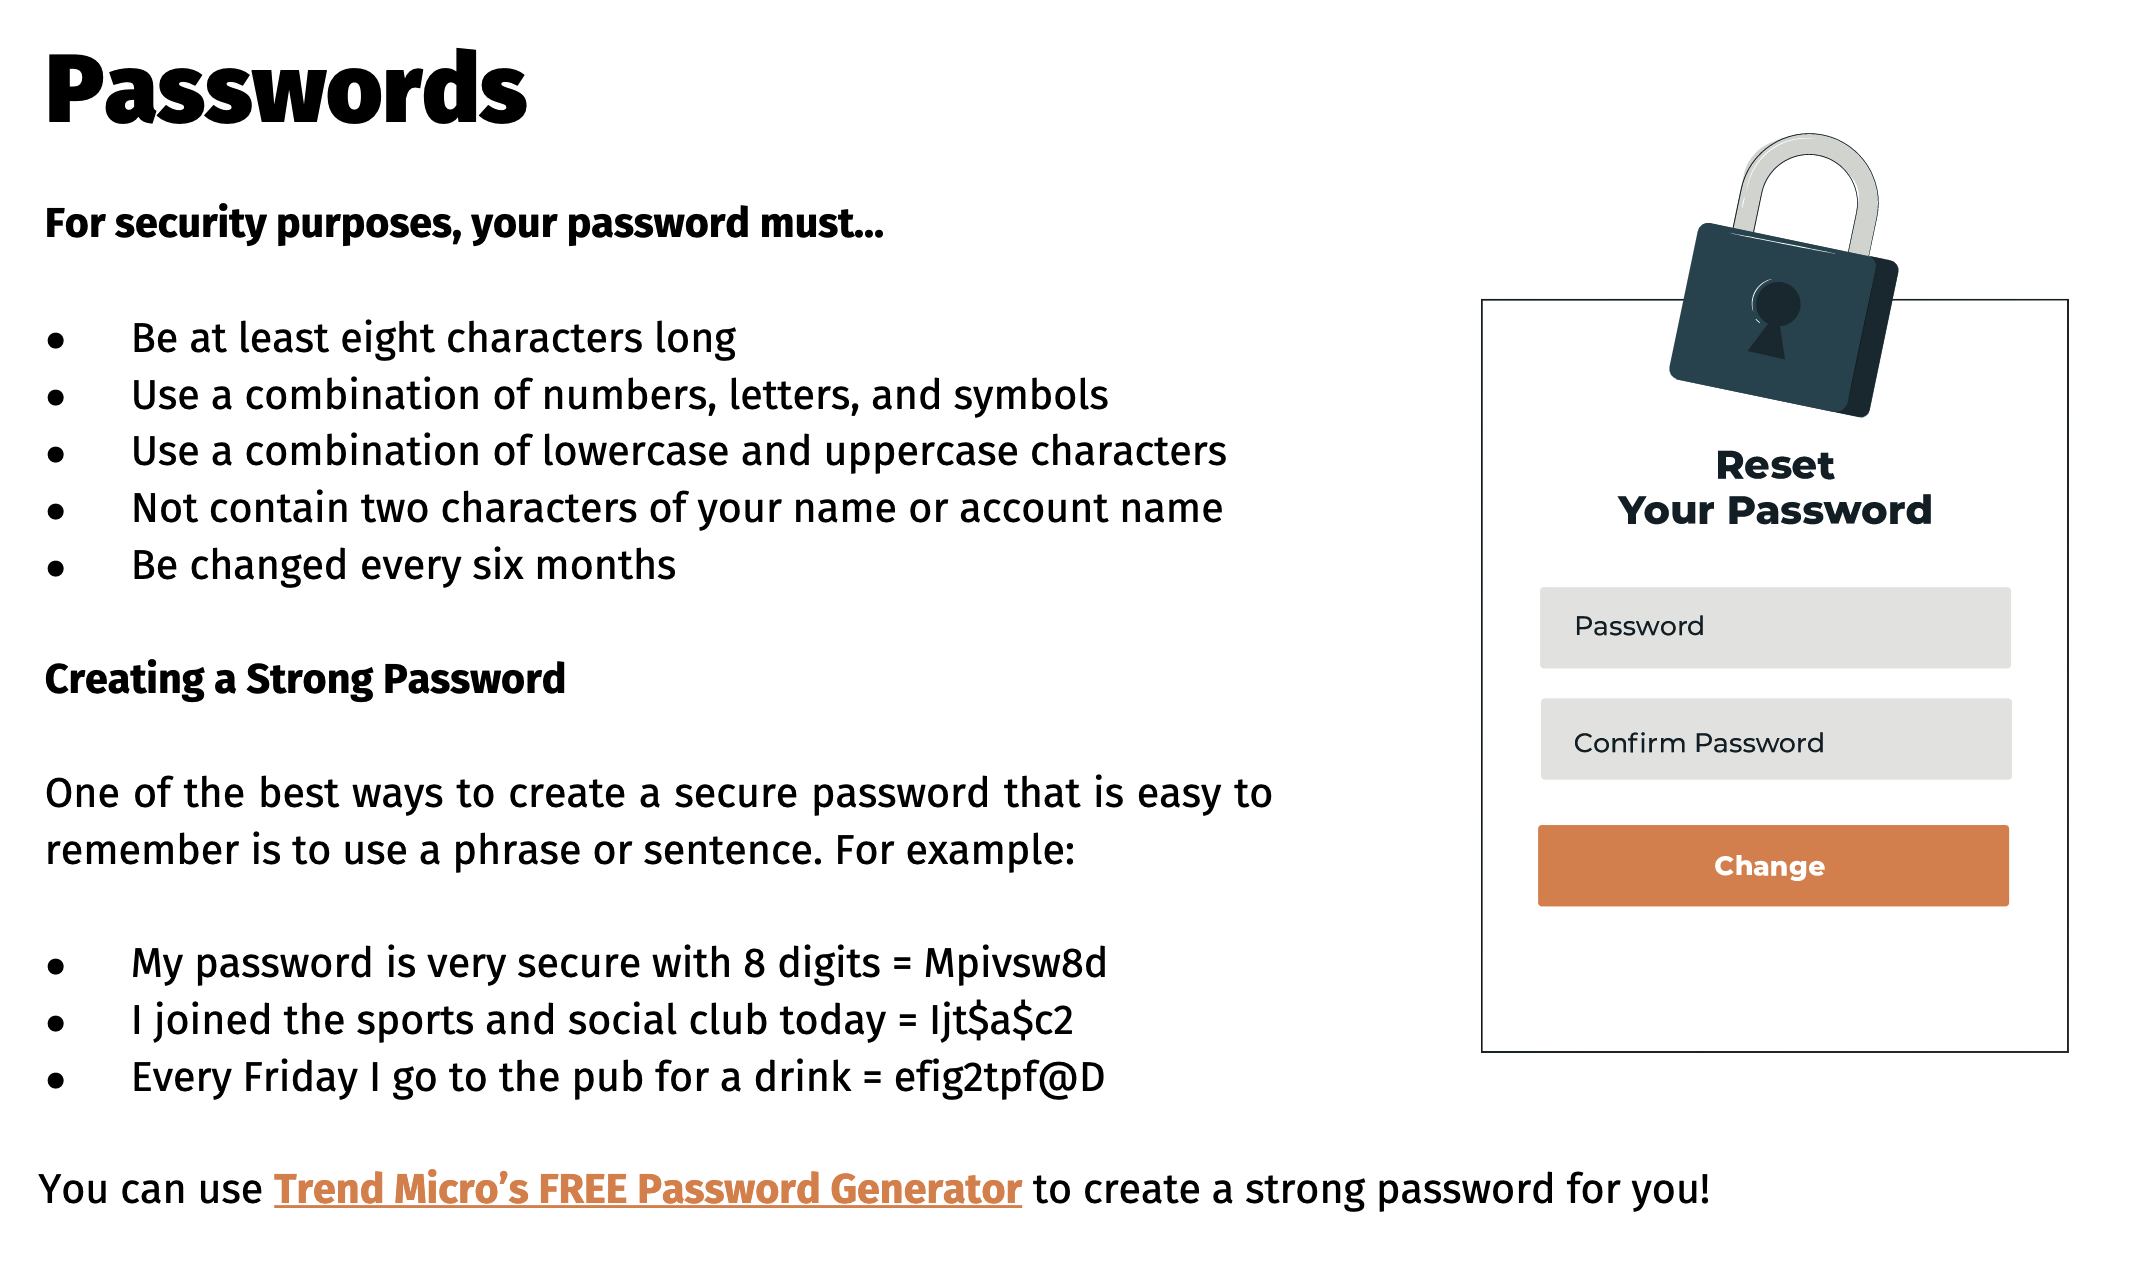 Passwords
For security purposes, your password must...
● Be at least eight characters long
● Use a combination of numbers, letters, and symbols
● Use a combination of lowercase and uppercase characters
● Not contain two characters of your name or account name
● Be changed every six months
Creating a Strong Password
One of the best ways to create a secure password that is easy to
remember is to use a phrase or sentence. For example:
● My password is very secure with 8 digits = Mpivsw8d
● I joined the sports and social club today = Ijt$a$c2
● Every Friday I go to the pub for a drink = efig2tpf@D
You can use Trend Micro’s FREE Password Generator to create a strong password for you!
Reset
Your Password
Password
Confirm Password
Change